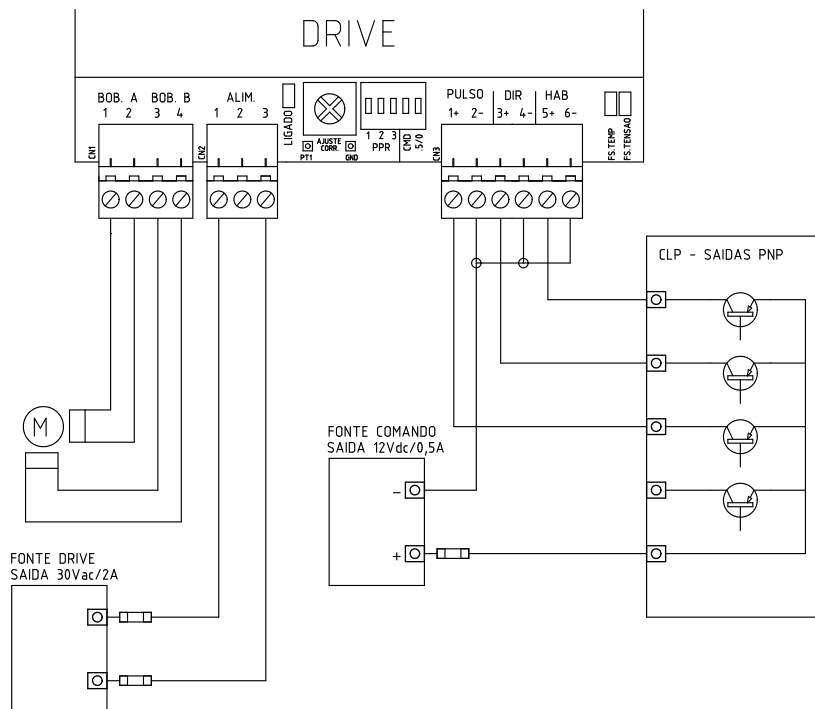 DRIVE
BOB. A BOB. B
1 2 3 4
ALIM.
1 2 3
LIGADO
AJUSTE
CORR.
PT1 GND
1 2 3
PPR
CMD
.5/0
PULSO DIR HAB
1+ 2- 3+ 4- 5+ 6-
FS.TEMP
FS.TENSAO
CN1
CN2
CN3
CLP - SAIDAS PNP
M
FONTE COMANDO
SAIDA 12Vdc/0,5A
-
+
FONTE DRIVE
SAIDA 30Vac/2A